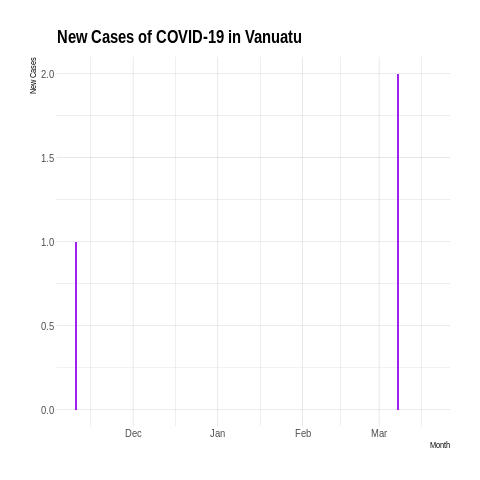 New Cases of COVID-19 in Vanuatu
New Cases
2.0
1.5
1.0
0.5
0.0
Dec Jan Feb Mar
Month